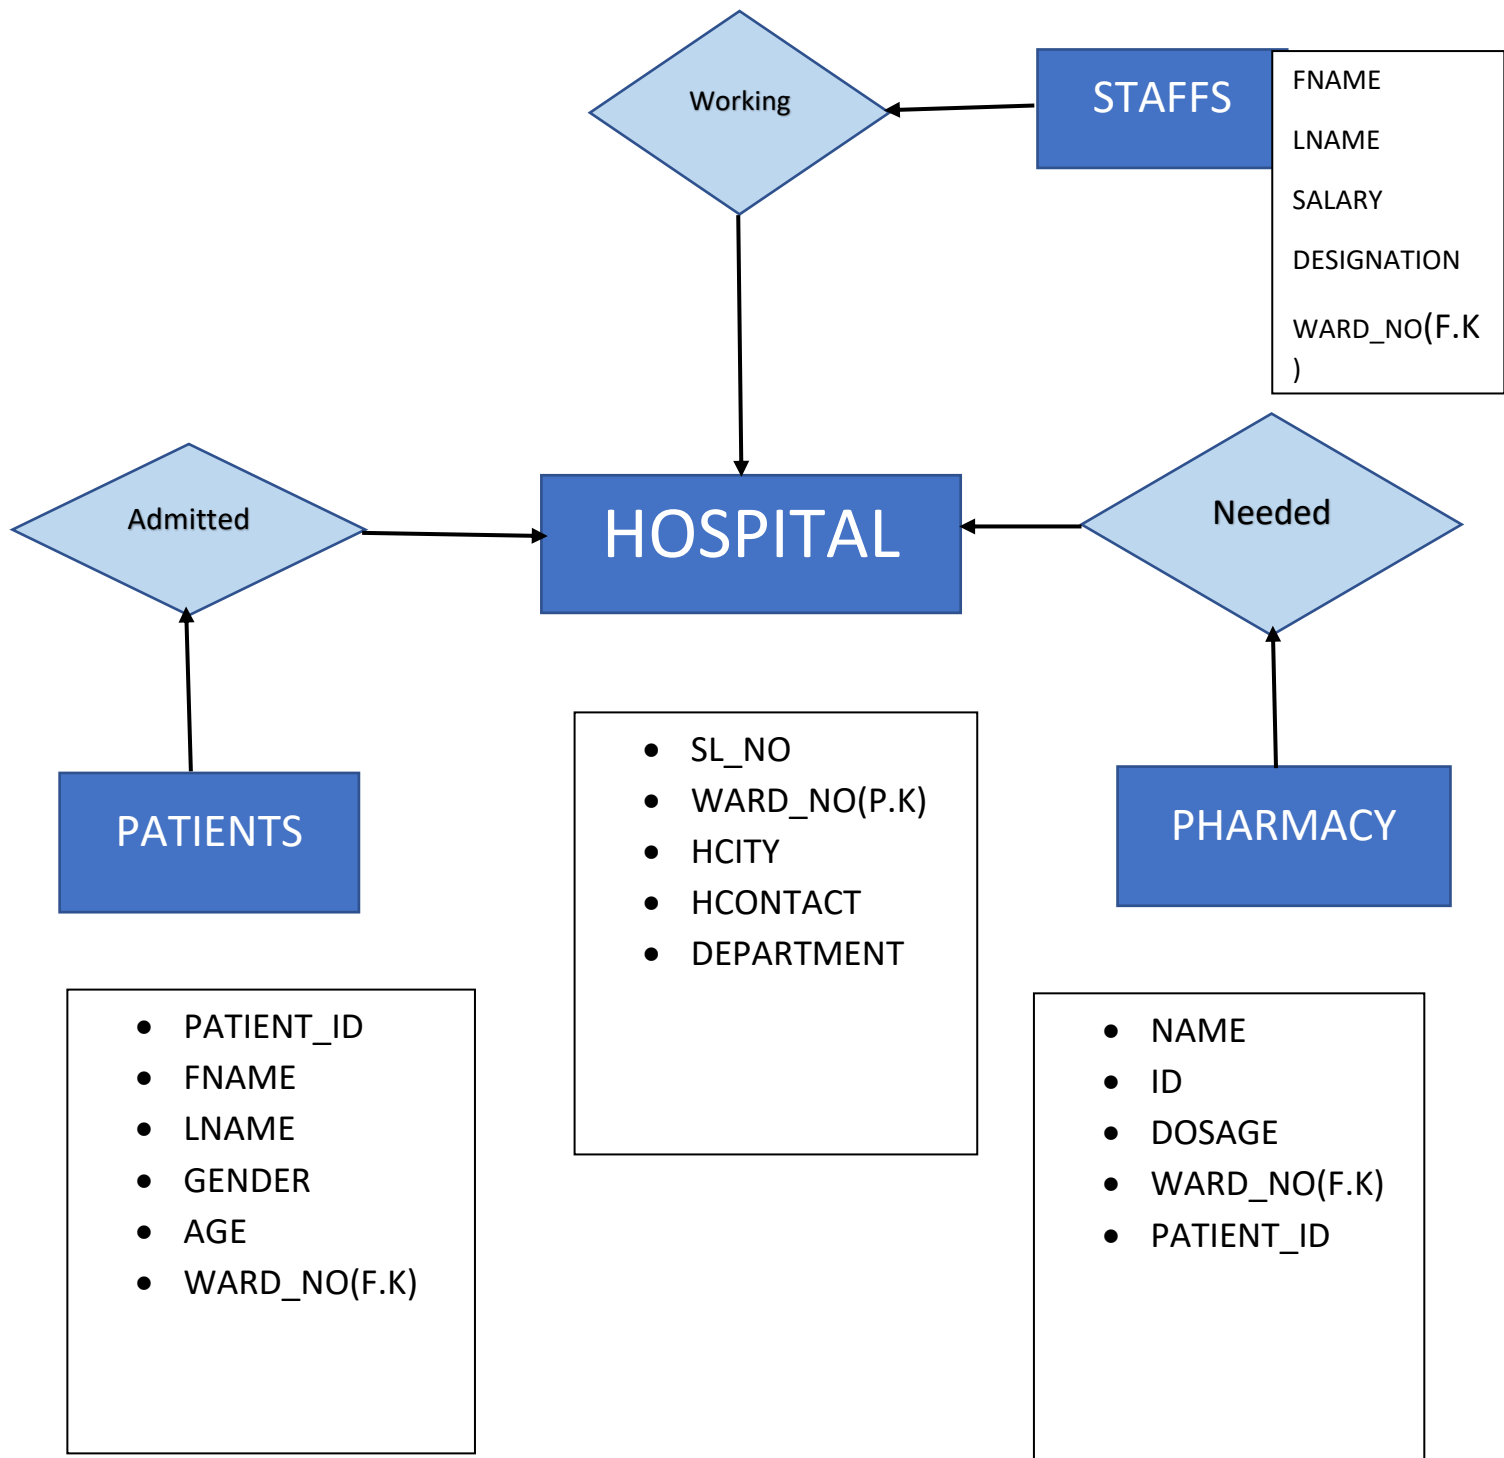 Working
STAFFS
FNAME
LNAME
SALARY
DESIGNATION
WARD_NO(F.K
)
Admitted
HOSPITAL
Needed
PATIENTS
• SL_NO
• WARD_NO(P.K)
• HCITY
• HCONTACT
• DEPARTMENT
PHARMACY
• PATIENT_ID
• FNAME
• LNAME
• GENDER
• AGE
• WARD_NO(F.K)
• NAME
• ID
• DOSAGE
• WARD_NO(F.K)
• PATIENT_ID